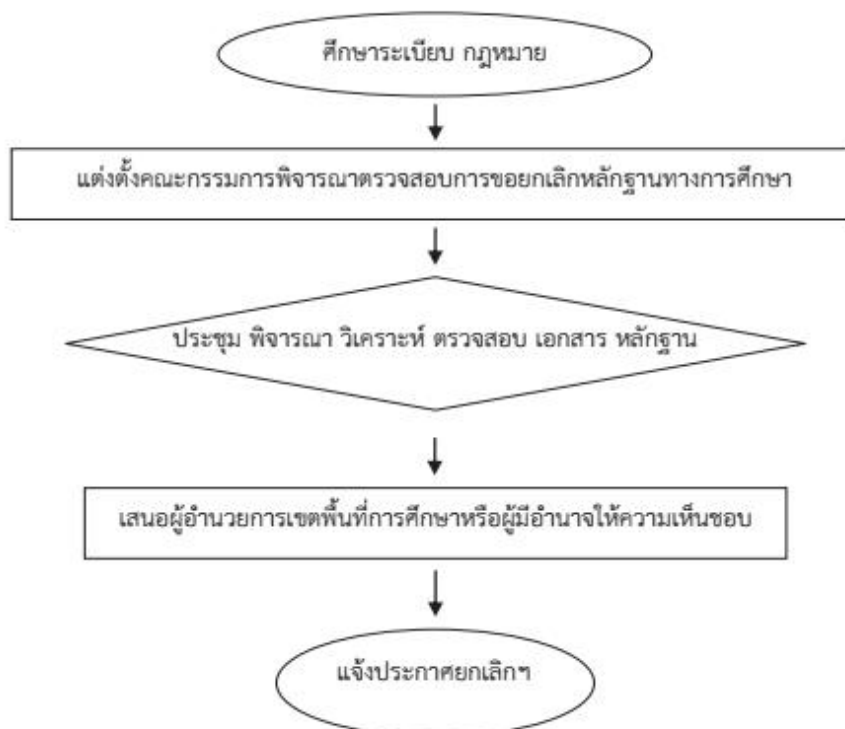 ศึกษาระเบียบ กฎหมาย
แต่งตั้งคณะกรรมการพิจารณาตรวจสอบการขอยกเลิกหลักฐานทางการศึกษา
ประชุม พิจารณา วิเคราะห์ ตรวจสอบ เอกสาร หลักฐาน
เสนอผู้อำนวยการเขตพื้นที่การศึกษาหรือผู้มีอำนาจให้ความเห็นชอบ
แจ้งประกาศยกเลิกฯ